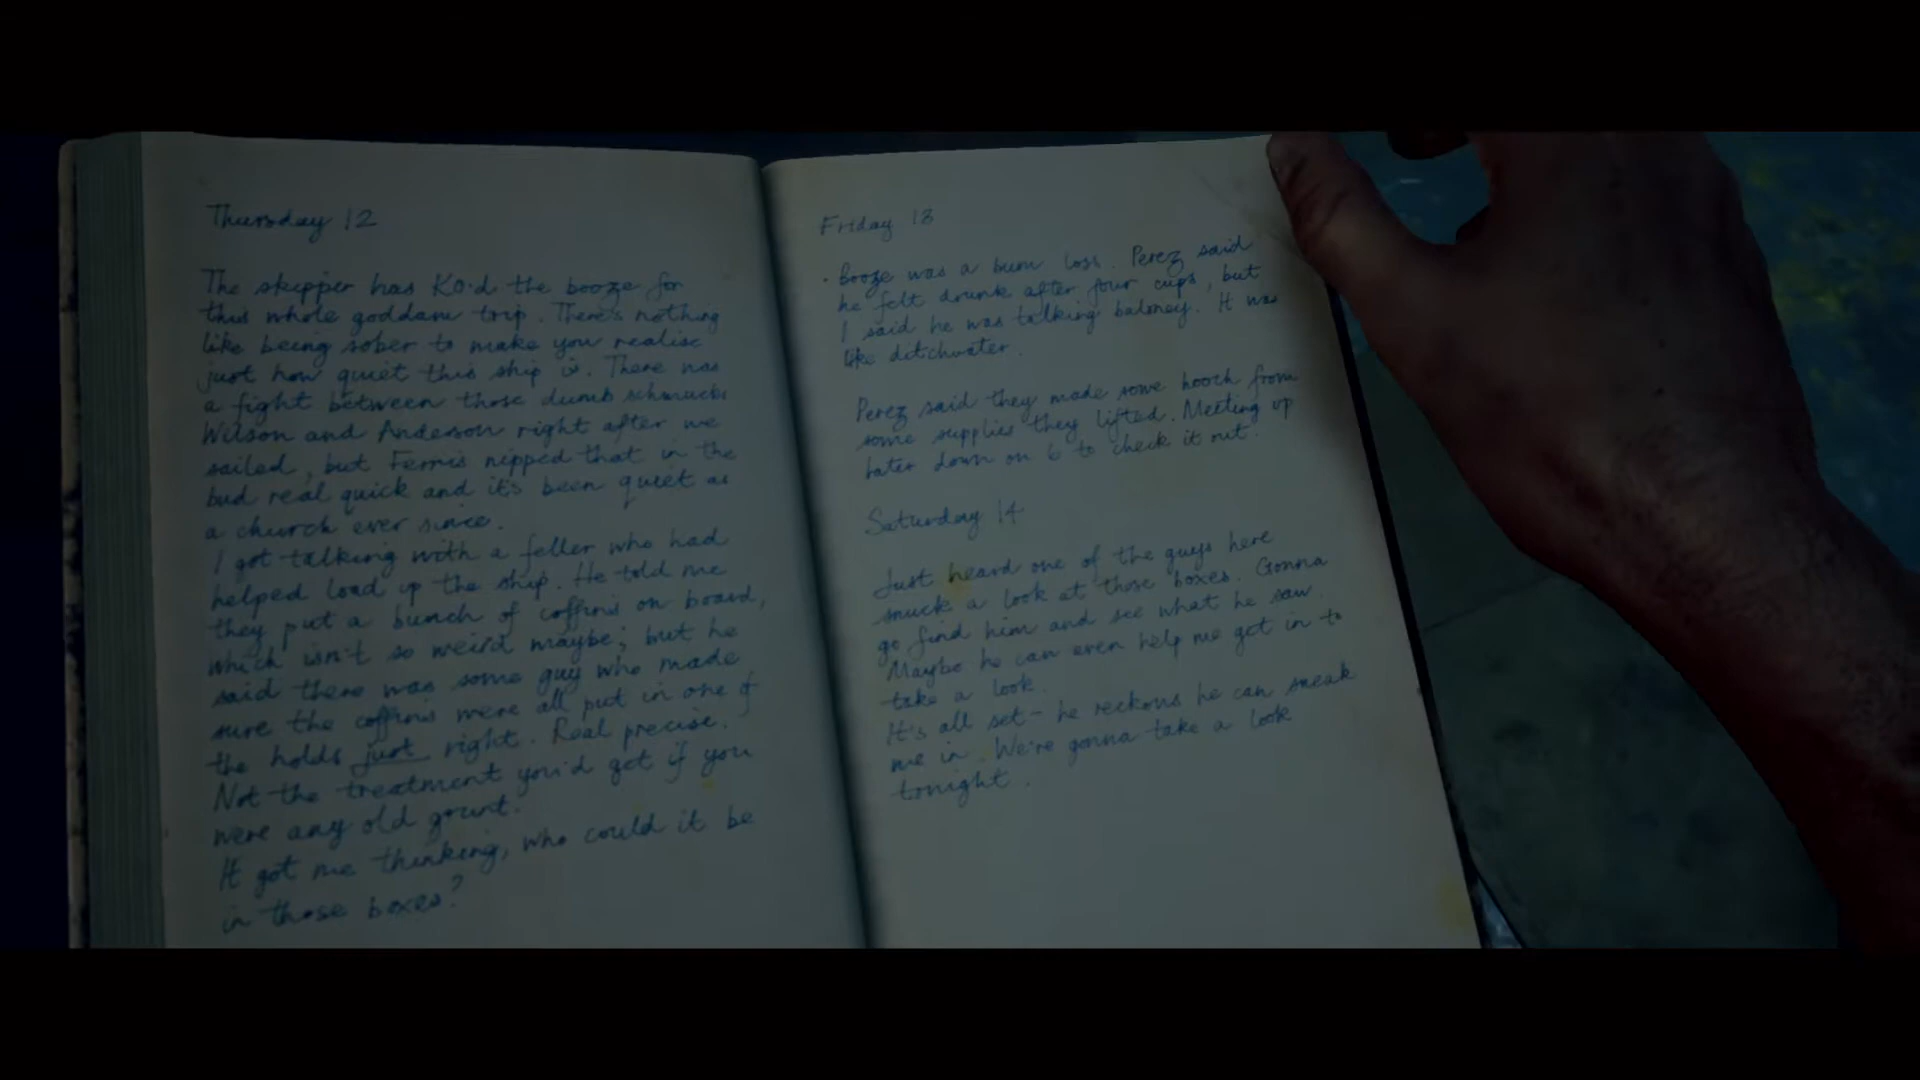 Thursday 12
The skipper has KO.d the booze for
this whole goddam trip. There's nothing
like being sober to make you realise
just how quiet this ship is. There was
a fight between those dumb schmucks
Wilson and Anderson right after we
sailed, but Ferris nipped that in the
bud real quick and it's been quiet as
a church ever since.
I got talking with a feller who had
helped load up the ship. He told me
they put a bunch of coffins on board,
which isn't so weird maybe; but he
said there was some guy who made
sure the coffins were all put in one of
the holds just right. Real precise.
Not the treatment you'd get if you
were any old grunt.
It got me thinking, who could it be
in those boxes?
Friday 13
Booze was a bum loss. Perez said
he felt drunk after four cups, but
I said he was talking baloney. It was
like ditchwater.
Perez said they made some hooch from
some supplies they lifted. Meeting up
later down on 6 to check it out.
Saturday 14
Just heard one of the guys here
snuck a look at those boxes. Gonna
go find him and see what he saw.
Maybe he can even help me get in to
take a look.
It's all set - he reckons he can sneak
me in. We're gonna take a look
tonight.